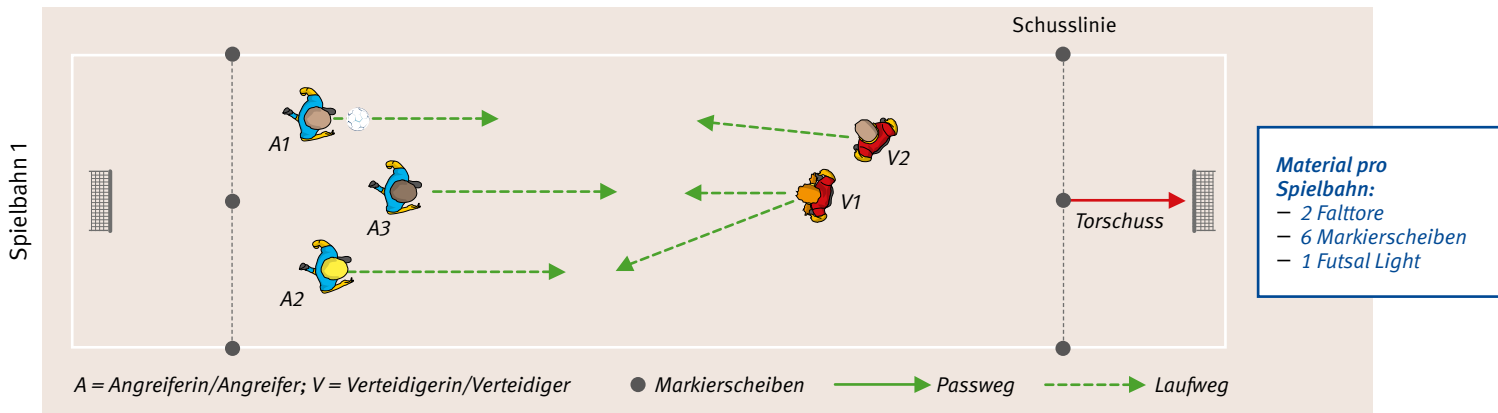 Schusslinie
Spielbahn 1
A1
A3
A2
V2
V1
Torschuss
Material pro
Spielbahn:
– 2 Falttore
– 6 Markierscheiben
– 1 Futsal Light
A = Angreiferin/Angreifer; V = Verteidigerin/Verteidiger
Markierscheiben
Passweg
Laufweg